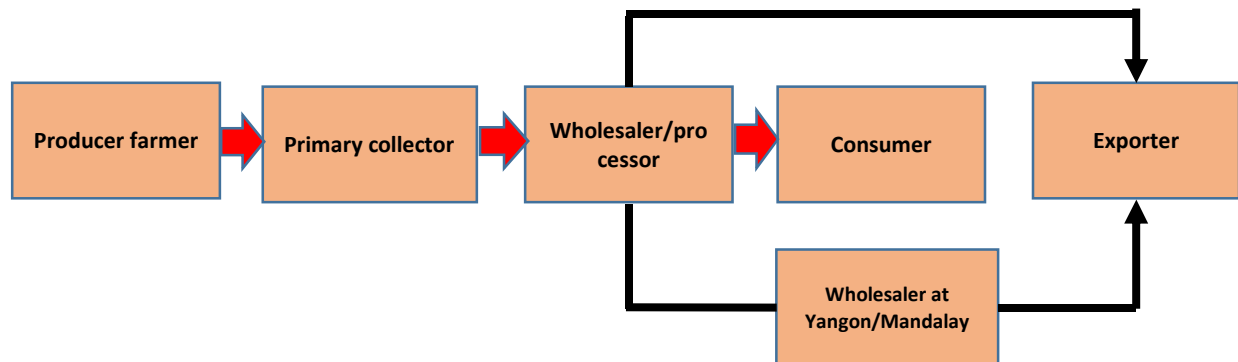 Producer farmer
Primary collector
Wholesaler/pro
cessor
Consumer
Exporter
Wholesaler at
Yangon/Mandalay